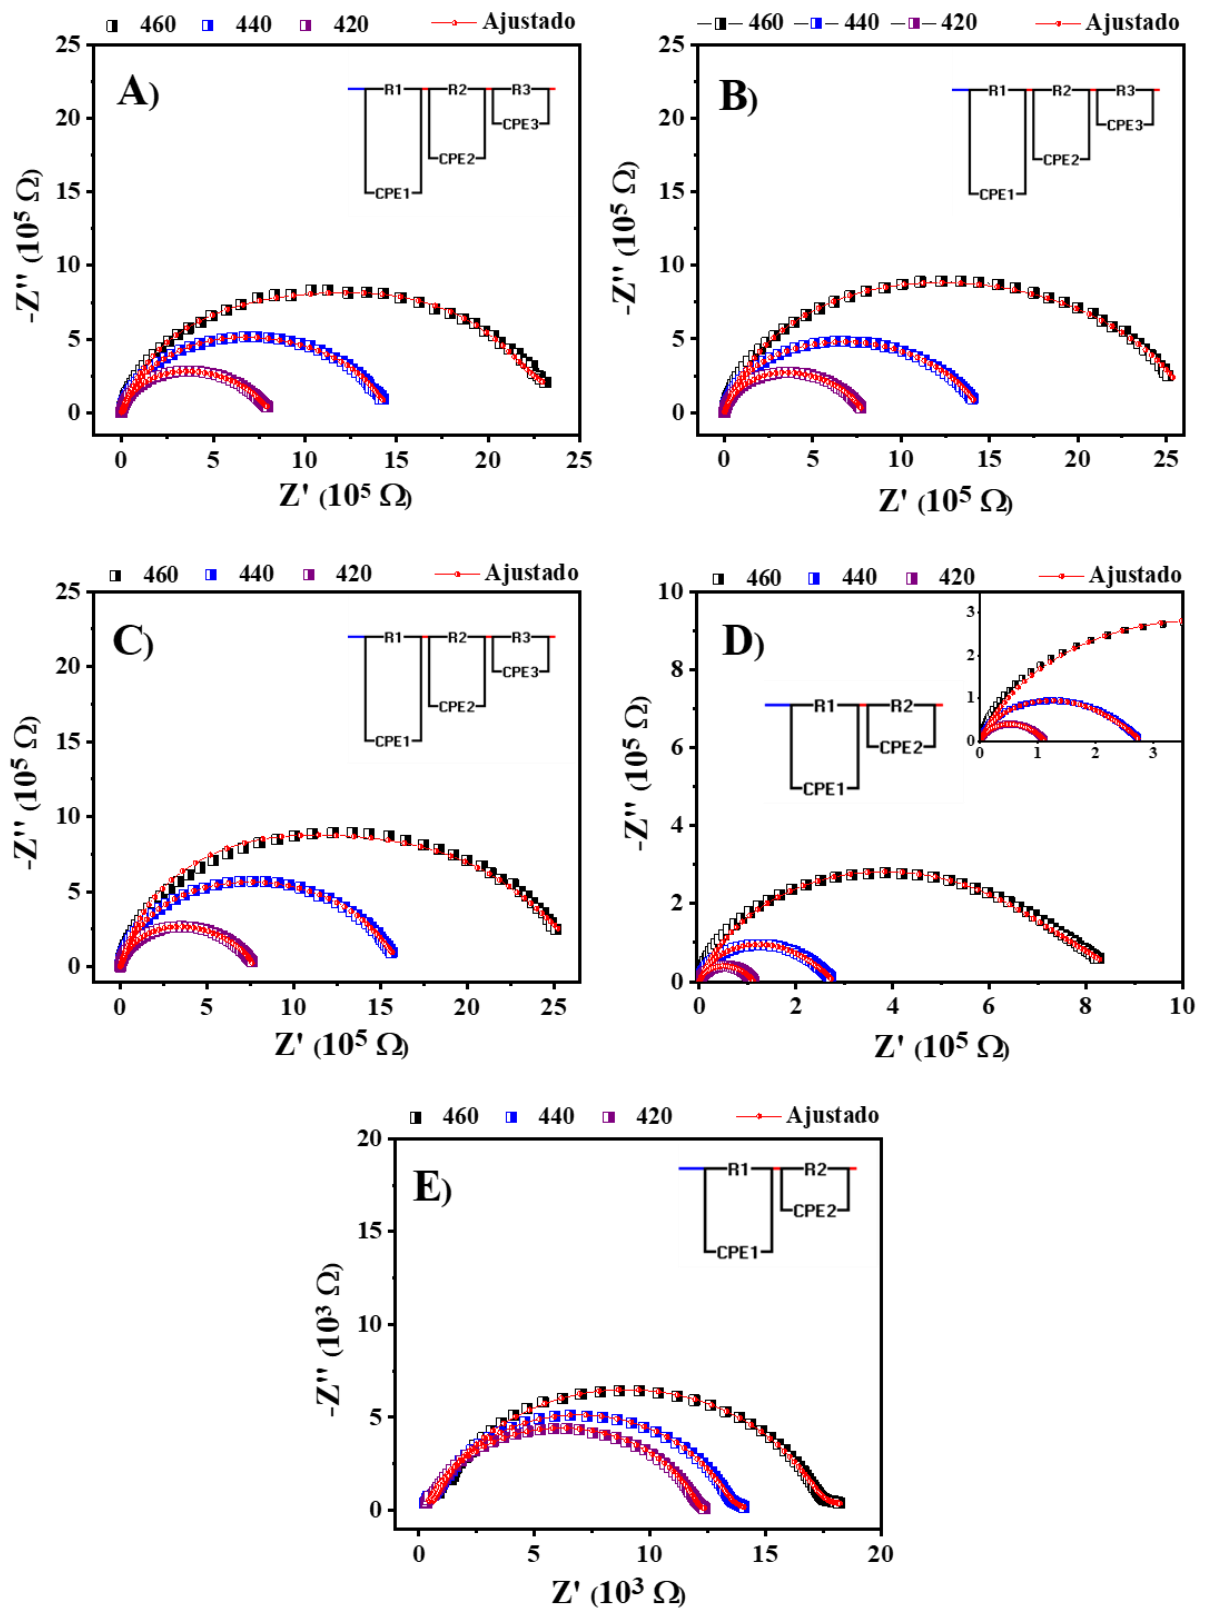 460 440 420 Ajustado
A)
R1 R2 R3
CPE3
CPE2
CPE1
25
20
15
10
5
0
-Z'' (10⁵ Ω)
0 5 10 15 20 25
Z' (10⁵ Ω)
460 440 420 Ajustado
B)
R1 R2 R3
CPE3
CPE2
CPE1
25
20
15
10
5
0
-Z'' (10⁵ Ω)
0 5 10 15 20 25
Z' (10⁵ Ω)
460 440 420 Ajustado
C)
R1 R2 R3
CPE3
CPE2
CPE1
25
20
15
10
5
0
-Z'' (10⁵ Ω)
0 5 10 15 20 25
Z' (10⁵ Ω)
460 440 420 Ajustado
D)
R1 R2
CPE2
CPE1
3
2
1
0
0 1 2 3
10
8
6
4
2
0
-Z'' (10⁵ Ω)
0 2 4 6 8 10
Z' (10⁵ Ω)
460 440 420 Ajustado
E)
R1 R2
CPE2
CPE1
20
15
10
5
0
-Z'' (10³ Ω)
0 5 10 15 20
Z' (10³ Ω)